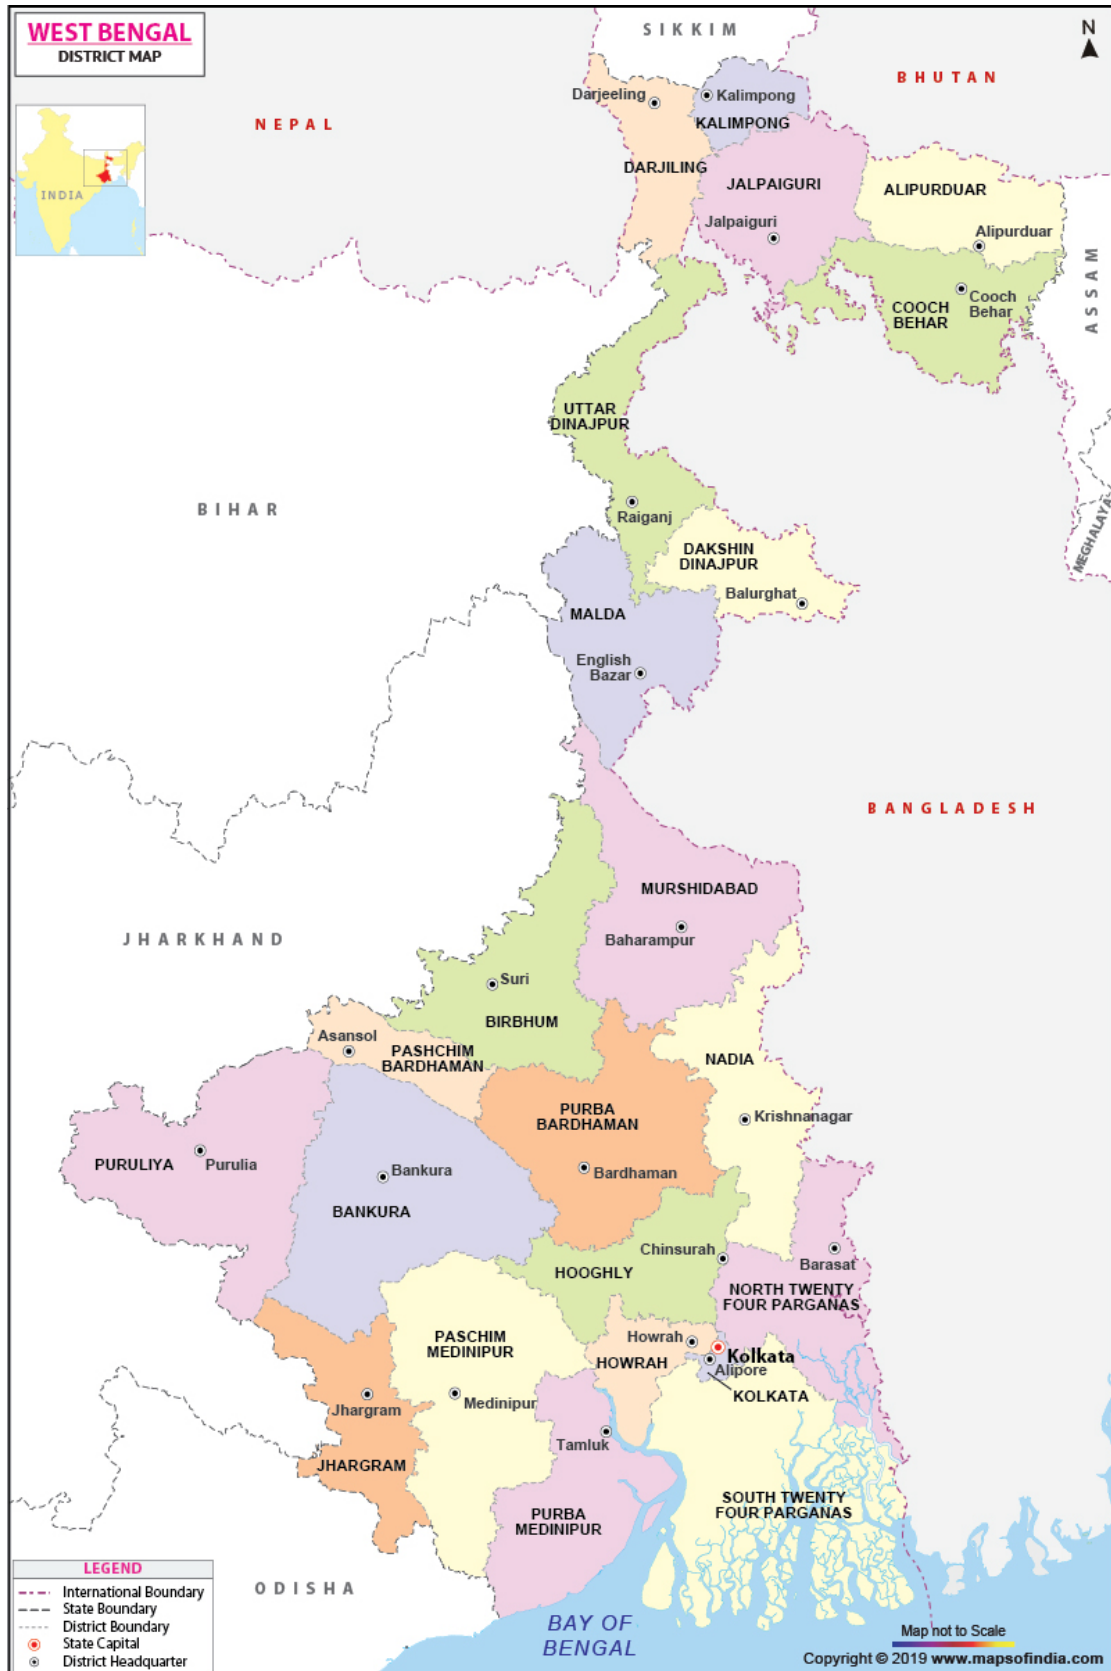 WEST BENGAL
DISTRICT MAP
SIKKIM
N
BHUTAN
NEPAL
INDIA
Darjeeling
Kalimpong
KALIMPONG
DARJILING
JALPAIGURI
ALIPURDUAR
Jalpaiguri
Alipurduar
ASSAM
COOCH
BEHAR
Cooch
Behar
UTTAR
DINAJPUR
BIHAR
Raiganj
MEGHALAYA
DAKSHIN
DINAJPUR
Balurghat
MALDA
English
Bazar
BANGLADESH
MURSHIDABAD
Baharampur
JHARKHAND
Suri
BIRBHUM
Asansol
PASHCHIM
BARDHAMAN
NADIA
PURBA
BARDHAMAN
Krishnanagar
PURULIYA
Purulia
Bankura
Bardhaman
BANKURA
Chinsurah
Barasat
HOOGHLY
NORTH TWENTY
FOUR PARGANAS
PASCHIM
MEDINIPUR
Howrah
HOWRAH
Kolkata
Alipore
KOLKATA
Jhargram
Medinipur
Tamluk
JHARGRAM
PURBA
MEDINIPUR
SOUTH TWENTY
FOUR PARGANAS
ODISHA
BAY OF
BENGAL
LEGEND
International Boundary
State Boundary
District Boundary
State Capital
District Headquarter
Map not to Scale
Copyright © 2019 www.mapsofindia.com